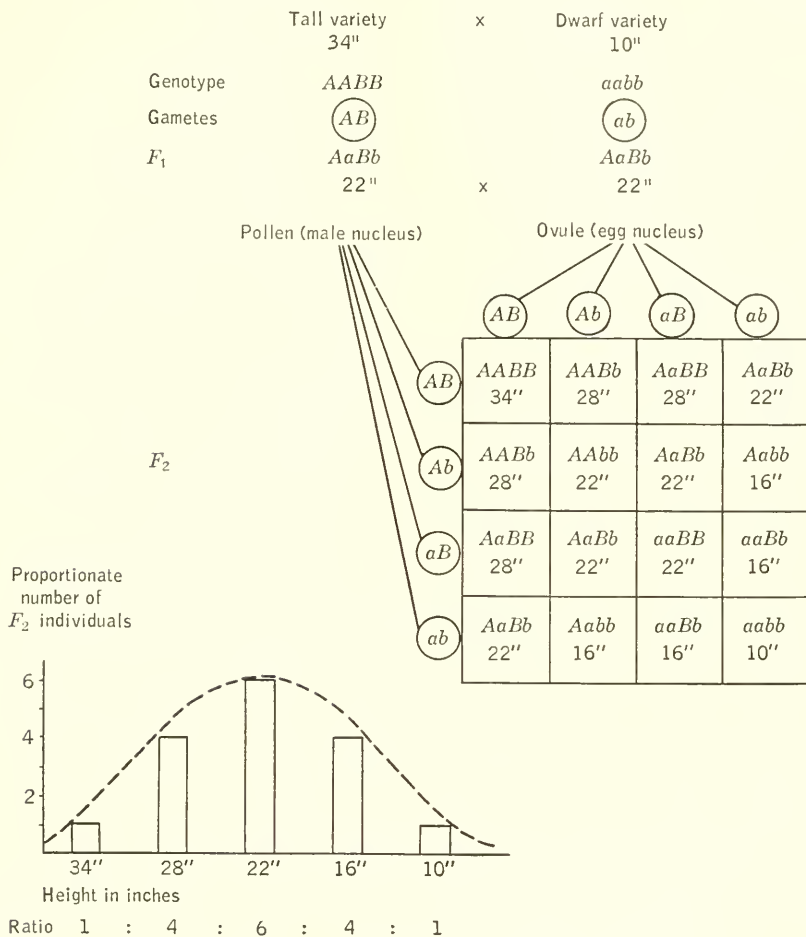 Tall variety x Dwarf variety
34" 10"
Genotype AABB aabb
Gametes AB ab
F₁ AaBb AaBb
22" x 22"
Pollen (male nucleus) Ovule (egg nucleus)
AB Ab aB ab
AB AABB AABb AaBB AaBb
34" 28" 28" 22"
F₂ Ab AABb AAbb AaBb Aabb
28" 22" 22" 16"
aB AaBB AaBb aaBB aaBb
28" 22" 22" 16"
ab AaBb Aabb aaBb aabb
22" 16" 16" 10"
Proportionate
number of
F₂ individuals
6
4
2
34" 28" 22" 16" 10"
Height in inches
Ratio 1 : 4 : 6 : 4 : 1